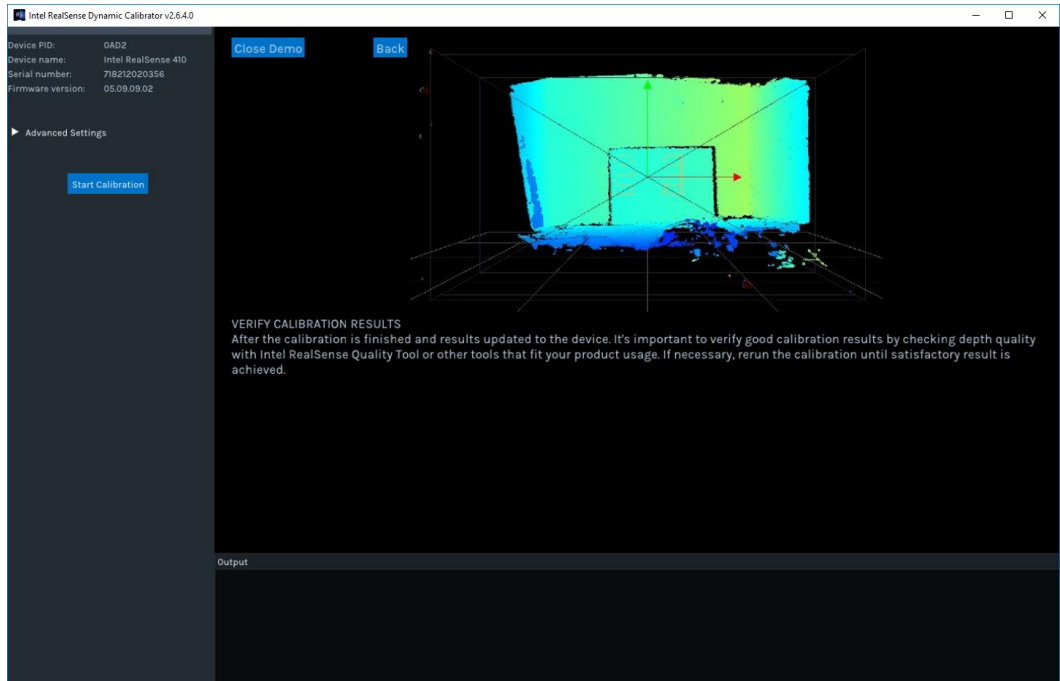 Intel RealSense Dynamic Calibrator v2.6.4.0
Device PID: 0AD2
Device name: Intel RealSense 410
Serial number: 718212020356
Firmware version: 05.09.09.02
Advanced Settings
Start Calibration
Close Demo
Back
VERIFY CALIBRATION RESULTS
After the calibration is finished and results updated to the device. It's important to verify good calibration results by checking depth quality
with Intel RealSense Quality Tool or other tools that fit your product usage. If necessary, rerun the calibration until satisfactory result is
achieved.
Output